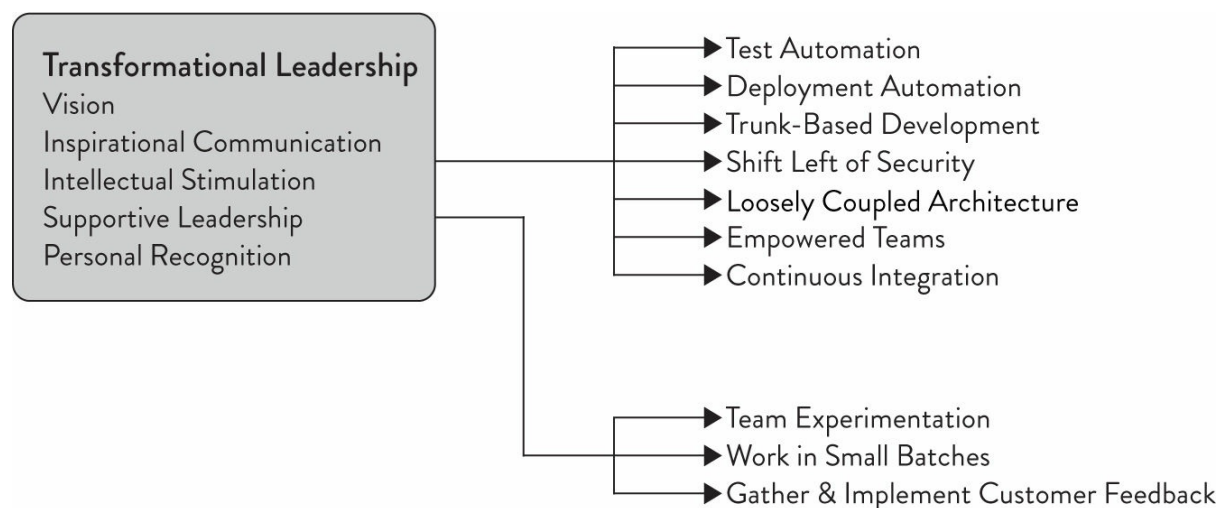 Transformational Leadership
Vision
Inspirational Communication
Intellectual Stimulation
Supportive Leadership
Personal Recognition
Test Automation
Deployment Automation
Trunk-Based Development
Shift Left of Security
Loosely Coupled Architecture
Empowered Teams
Continuous Integration
Team Experimentation
Work in Small Batches
Gather & Implement Customer Feedback